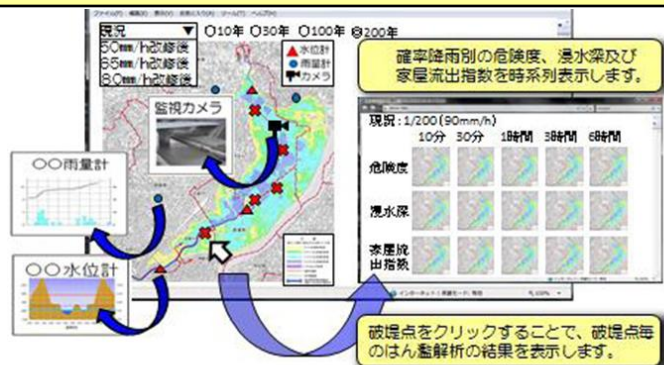 現況 ▼ ○10年 ○30年 ○100年 ◎200年
50mm/h改修後
65mm/h改修後
80mm/h改修後
▲水位計
●雨量計
カメラ
監視カメラ
○○雨量計
○○水位計
確率降雨別の危険度、浸水深及び
家屋流出指数を時系列表示します。
現況:1/200(90mm/h)
10分 30分 1時間 3時間 6時間
危険度
浸水深
家屋流
出指数
破堤点をクリックすることで、破堤点毎
のはん濫解析の結果を表示します。